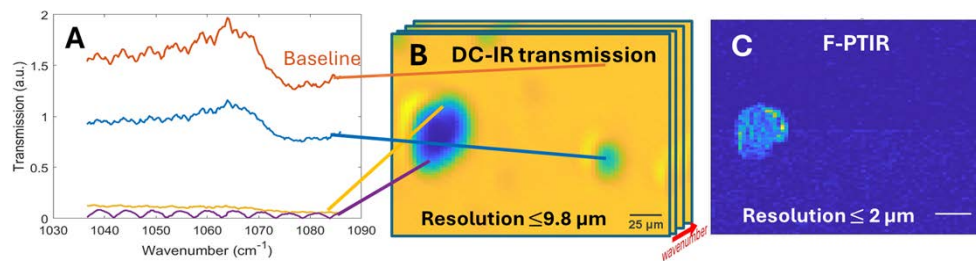 A
Baseline
2
1.5
1
0.5
0
Transmission (a.u.)
1030 1040 1050 1060 1070 1080 1090
Wavenumber (cm-1)
B
DC-IR transmission
Resolution ≤9.8 µm
25 µm
wavenumber
C
F-PTIR
Resolution ≤ 2 µm